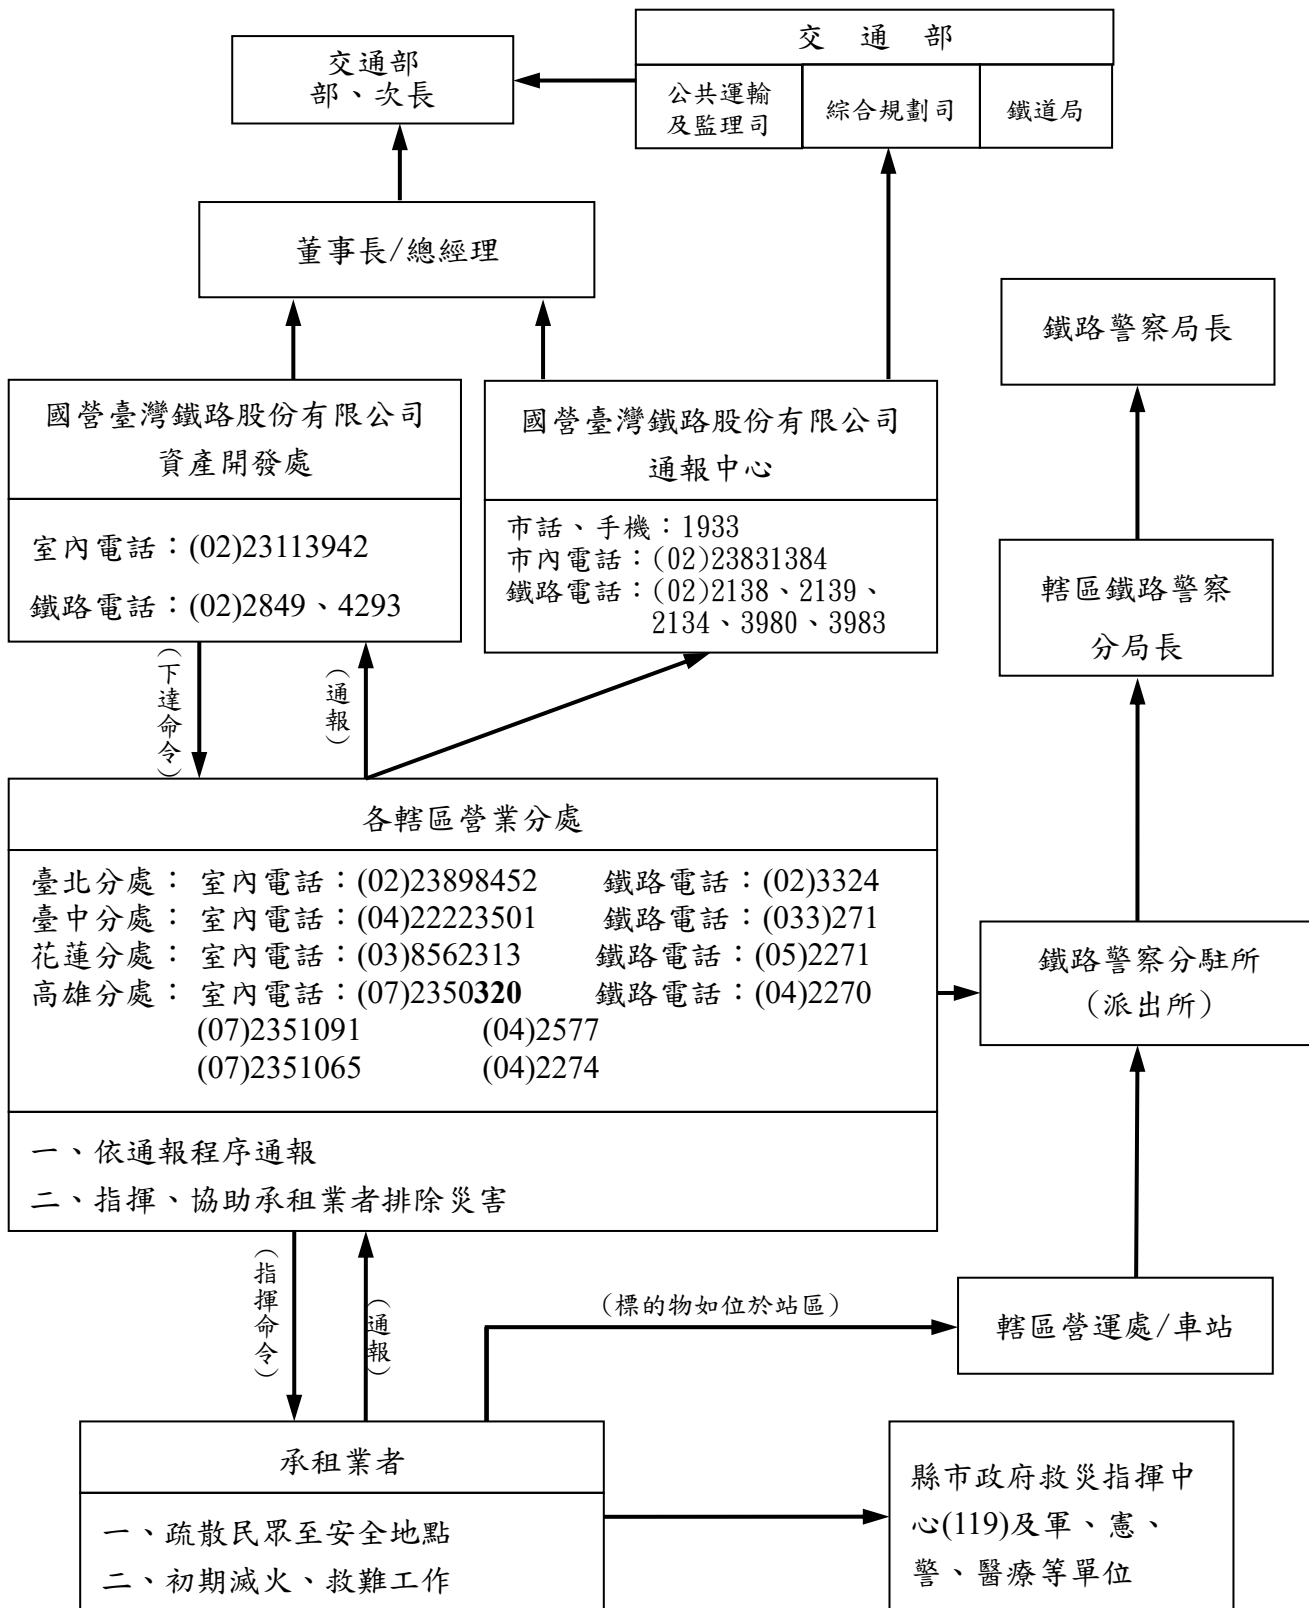 交通部
部、次長
交 通 部
公共運輸
及監理司
綜合規劃司
鐵道局
董事長/總經理
鐵路警察局長
國營臺灣鐵路股份有限公司
資產開發處
室內電話：(02)23113942
鐵路電話：(02)2849、4293
國營臺灣鐵路股份有限公司
通報中心
市話、手機：1933
市內電話：(02)23831384
鐵路電話：(02)2138、2139、
2134、3980、3983
轄區鐵路警察
分局長
(下達命令)
(通報)
各轄區營業分處
臺北分處： 室內電話：(02)23898452 鐵路電話：(02)3324
臺中分處： 室內電話：(04)22223501 鐵路電話：(033)271
花蓮分處： 室內電話：(03)8562313 鐵路電話：(05)2271
高雄分處： 室內電話：(07)2350320 鐵路電話：(04)2270
(07)2351091 (04)2577
(07)2351065 (04)2274
一、依通報程序通報
二、指揮、協助承租業者排除災害
鐵路警察分駐所
(派出所)
(指揮命令)
(通報)
(標的物如位於站區)
轄區營運處/車站
承租業者
一、疏散民眾至安全地點
二、初期滅火、救難工作
縣市政府救災指揮中
心(119)及軍、憲、
警、醫療等單位